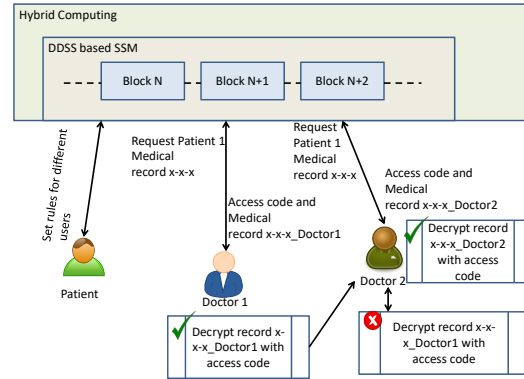 Hybrid Computing
DDSS based SSM
Block N
Block N+1
Block N+2
Set rules for different
users
Request Patient 1
Medical
record x-x-x
Request
Patient 1
Medical
record x-x-x
Access code and
Medical
record x-x-x_Doctor1
Access code and
Medical
record x-x-x_Doctor2
Patient
Doctor 1
Doctor 2
Decrypt record
x-x-x_Doctor2
with access
code
Decrypt record x-
x-x_Doctor1 with
access code
Decrypt record x-x-
x_Doctor1 with
access code